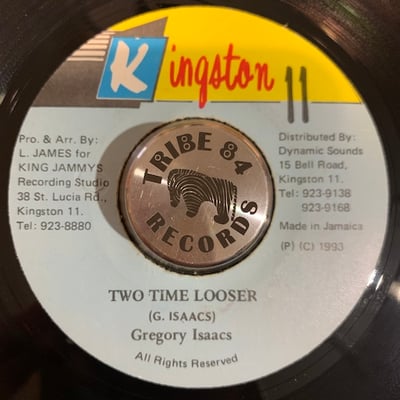 Kingston 11
Pro. & Arr. By:
L. JAMES for
KING JAMMYS
Recording Studio
38 St. Lucia Rd.,
Kingston 11.
Tel: 923-8880
Distributed By:
Dynamic Sounds
15 Bell Road,
Kingston 11.
Tel: 923-9138
923-9168
Made in Jamaica
(P) (C) 1993
TRIBE 84
RECORDS
TWO TIME LOOSER
(G. ISAACS)
Gregory Isaacs
All Rights Reserved